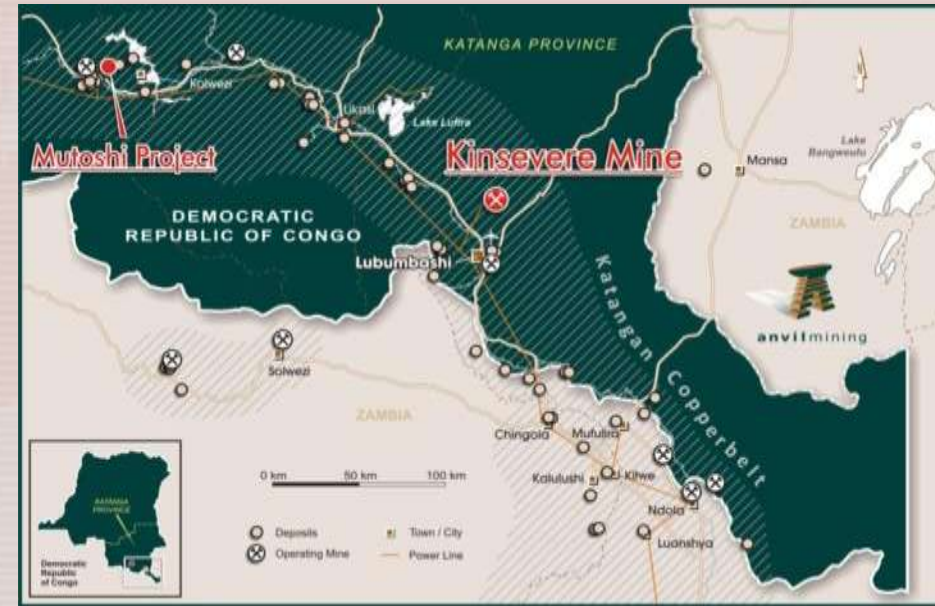 KATANGA PROVINCE
Kolwezi
Likasi
Lake Lufira
Mutoshi Project
Kinsevere Mine
Lake
Bangweulu
Mansa
ZAMBIA
DEMOCRATIC
REPUBLIC OF CONGO
Lubumbashi
Katangan
Copperbelt
anvilmining
Solwezi
ZAMBIA
Chingola
Mufulira
Kalulushi
Kitwe
Ndola
Luanshya
0 km 50 km 100 km
Deposits
Town / City
Operating Mine
Power Line
KATANGA
PROVINCE
Democratic
Republic
of Congo